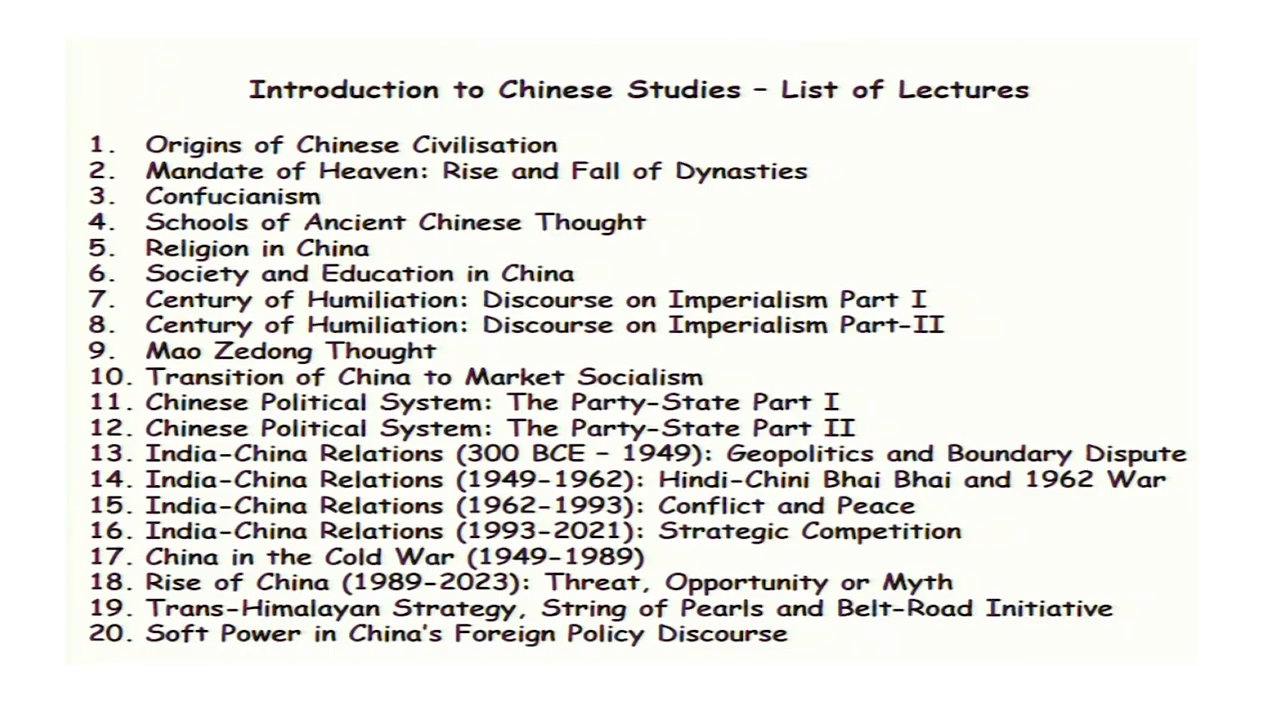 Introduction to Chinese Studies – List of Lectures
1. Origins of Chinese Civilisation
2. Mandate of Heaven: Rise and Fall of Dynasties
3. Confucianism
4. Schools of Ancient Chinese Thought
5. Religion in China
6. Society and Education in China
7. Century of Humiliation: Discourse on Imperialism Part I
8. Century of Humiliation: Discourse on Imperialism Part-II
9. Mao Zedong Thought
10. Transition of China to Market Socialism
11. Chinese Political System: The Party-State Part I
12. Chinese Political System: The Party-State Part II
13. India-China Relations (300 BCE – 1949): Geopolitics and Boundary Dispute
14. India-China Relations (1949-1962): Hindi-Chini Bhai Bhai and 1962 War
15. India-China Relations (1962-1993): Conflict and Peace
16. India-China Relations (1993-2021): Strategic Competition
17. China in the Cold War (1949-1989)
18. Rise of China (1989-2023): Threat, Opportunity or Myth
19. Trans-Himalayan Strategy, String of Pearls and Belt-Road Initiative
20. Soft Power in China's Foreign Policy Discourse